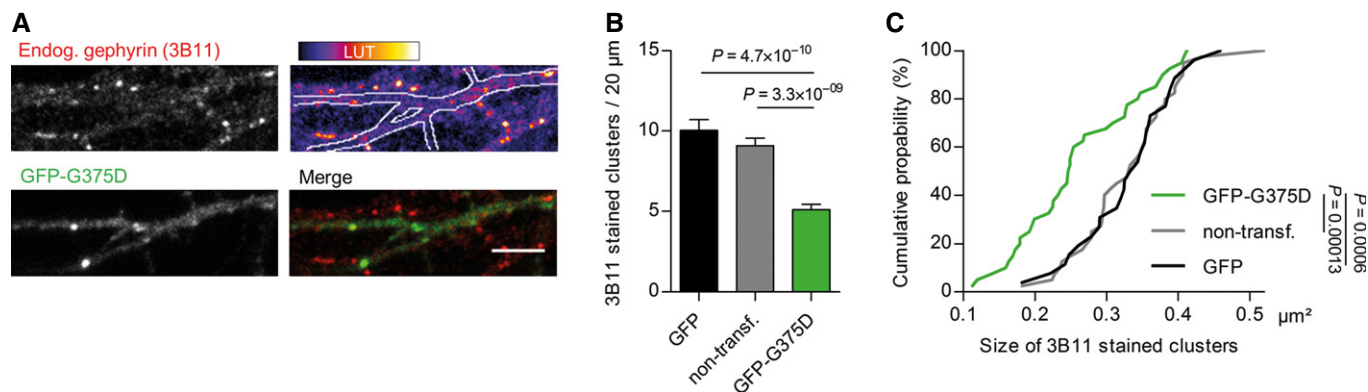 A
Endog. gephyrin (3B11)
LUT
GFP-G375D
Merge
B
3B11 stained clusters / 20 µm
15
10
5
0
P = 4.7×10⁻¹⁰
P = 3.3×10⁻⁰⁹
GFP
non-transf.
GFP-G375D
C
Cumulative propability (%)
100
80
60
40
20
0
GFP-G375D
non-transf.
GFP
P = 0.0006
P = 0.00013
0.1
0.2
0.3
0.4
0.5
µm²
Size of 3B11 stained clusters